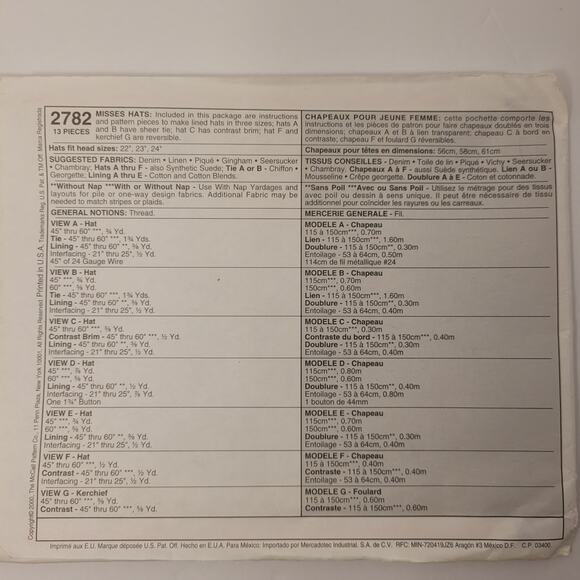 2782
13 PIECES
MISSES HATS: Included in this package are instructions
and pattern pieces to make lined hats in three sizes; hats A
and B have sheer tie; hat C has contrast brim; hat F and
kerchief G are reversible.
Hats fit head sizes: 22", 23", 24"
SUGGESTED FABRICS: Denim • Linen • Piqué • Gingham • Seersucker
• Chambray; Hats A thru F - also Synthetic Suede; Tie A or B - Chiffon •
Georgette; Lining A thru E - Cotton and Cotton Blends.
**Without Nap ***With or Without Nap - Use With Nap Yardages
and layouts for pile or one-way design fabrics. Additional Fabric may be
needed to match stripes or plaids.
GENERAL NOTIONS: Thread.
VIEW A - Hat
45" thru 60" ***, ¾ Yd.
Tie - 45" thru 60" ***, 1¾ Yds.
Lining - 45" thru 60" **, ⅜ Yd.
Interfacing - 21" thru 25", ½ Yd.
45" of 24 Gauge Wire
VIEW B - Hat
45" ***, ¾ Yd.
60" ***, ⅝ Yd.
Tie - 45" thru 60" ***, 1¾ Yds.
Lining - 45" thru 60" **, ⅜ Yd.
Interfacing - 21" thru 25", ½ Yd.
VIEW C - Hat
45" thru 60" ***, ⅜ Yd.
Contrast Brim - 45" thru 60" ***, ½ Yd.
Lining - 45" thru 60" **, ⅜ Yd.
Interfacing - 21" thru 25", ½ Yd.
VIEW D - Hat
45" ***, ⅞ Yd.
60" ***, ⅝ Yd.
Lining - 45" thru 60" **, ½ Yd.
Interfacing - 21" thru 25", ⅞ Yd.
One 1¾" Button
VIEW E - Hat
45" ***, ¾ Yd.
60" ***, ⅝ Yd.
Lining - 45" thru 60" **, ⅜ Yd.
Interfacing - 21" thru 25", ½ Yd.
VIEW F - Hat
45" thru 60" ***, ½ Yd.
Contrast - 45" thru 60" ***, ½ Yd.
Interfacing - 21" thru 25", ½ Yd.
VIEW G - Kerchief
45" thru 60" ***, ⅝ Yd.
Contrast - 45" thru 60" ***, ⅝ Yd.
CHAPEAUX POUR JEUNE FEMME: cette pochette comporte les
instructions et les pièces de patron pour faire chapeaux doublés en trois
dimensions; chapeaux A et B à lien transparent; chapeau C à bord en
contraste; chapeau F et foulard G réversibles.
Chapeaux pour têtes en dimensions: 56cm, 58cm, 61cm
TISSUS CONSEILLES - Denim • Toile de lin • Piqué • Vichy • Seersucker
• Chambray. Chapeaux A à F - aussi Suède synthétique. Lien A ou B -
Mousseline • Crêpe georgette. Doublure A à E - Coton et cotonnade.
**Sans Poil ***Avec ou Sans Poil - Utilisez le métrage pour des tissus
avec poil ou dessin à sens unique. Il peut être nécessaire de tissu
additionnel pour coïncider les rayures ou les carreaux.
MERCERIE GENERALE - Fil.
MODELE A - Chapeau
115 à 150cm***, 0.70m
Lien - 115 à 150cm***, 1.60m
Doublure - 115 à 150cm**, 0.30m
Entoilage - 53 à 64cm, 0.50m
114cm de fil métallique #24
MODELE B - Chapeau
115cm***, 0.70m
150cm***, 0.60m
Lien - 115 à 150cm***, 1.60m
Doublure - 115 à 150cm**, 0.30m
Entoilage - 53 à 64cm, 0.40m
MODELE C - Chapeau
115 à 150cm***, 0.30m
Contraste du bord - 115 à 150cm***, 0.40m
Doublure - 115 à 150cm**, 0.30m
Entoilage - 53 à 64cm, 0.40m
MODELE D - Chapeau
115cm***, 0.80m
150cm***, 0.60m
Doublure - 115 à 150cm**, 0.40m
Entoilage - 53 à 64cm, 0.80m
1 bouton de 44mm
MODELE E - Chapeau
115cm***, 0.70m
150cm***, 0.60m
Doublure - 115 à 150cm**, 0.30m
Entoilage - 53 à 64cm, 0.40m
MODELE F - Chapeau
115 à 150cm***, 0.40m
Contraste - 115 à 150cm***, 0.40m
Entoilage - 53 à 64cm, 0.40m
MODELE G - Foulard
115 à 150cm***, 0.60m
Contraste - 115 à 150cm***, 0.60m
Imprimé aux E.U. Marque déposée U.S. Pat. Off. Hecho en E.U.A. Para México: Importado por Mercadotec Industrial. S.A. de C.V. RFC: MIN-720419JZ6 Aragón #3 México D.F. C.P. 03400
Copyright© 2000, The McCall Pattern Co., 11 Penn Plaza, New York 10001, All Rights Reserved. Printed in U.S.A. Trademarks Reg. U.S. Pat. & TM Off. Marca Registrada